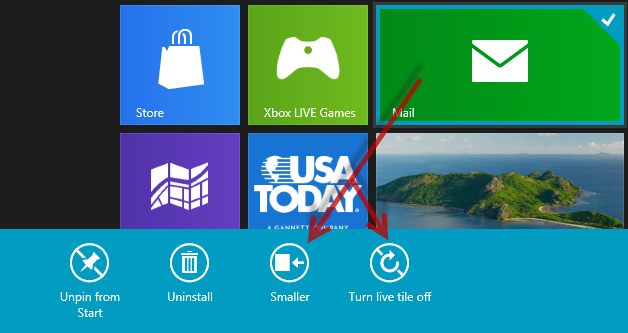 Store
Xbox LIVE Games
Mail
USA
TODAY
A GANNETT COMPANY
Unpin from
Start
Uninstall
Smaller
Turn live tile off